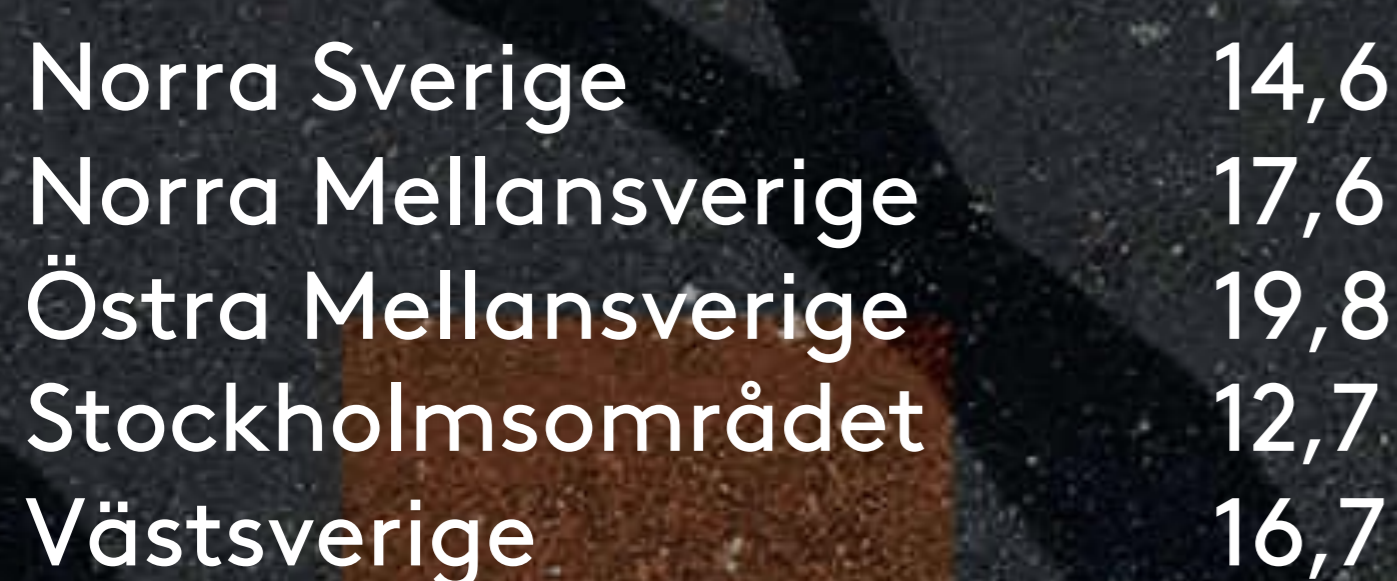 Norra Sverige 14,6
Norra Mellansverige 17,6
Östra Mellansverige 19,8
Stockholmsområdet 12,7
Västsverige 16,7